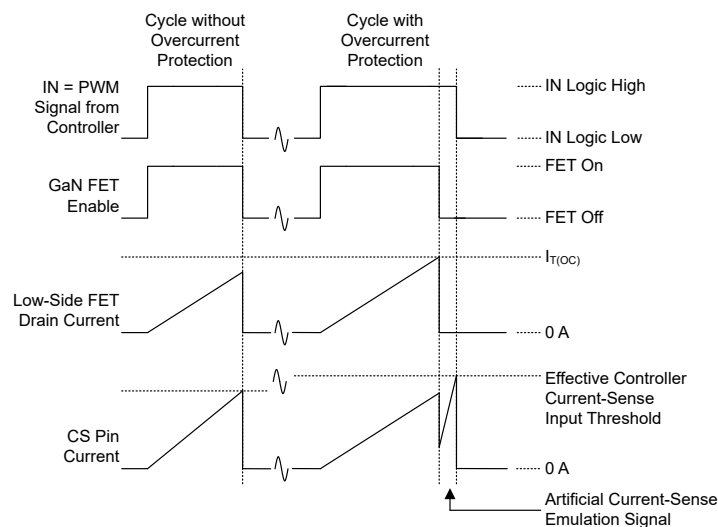 Cycle without
Overcurrent
Protection
Cycle with
Overcurrent
Protection
IN = PWM
Signal from
Controller
IN Logic High
IN Logic Low
GaN FET
Enable
FET On
FET Off
Low-Side FET
Drain Current
I_T(OC)
0 A
CS Pin
Current
Effective Controller
Current-Sense
Input Threshold
0 A
Artificial Current-Sense
Emulation Signal